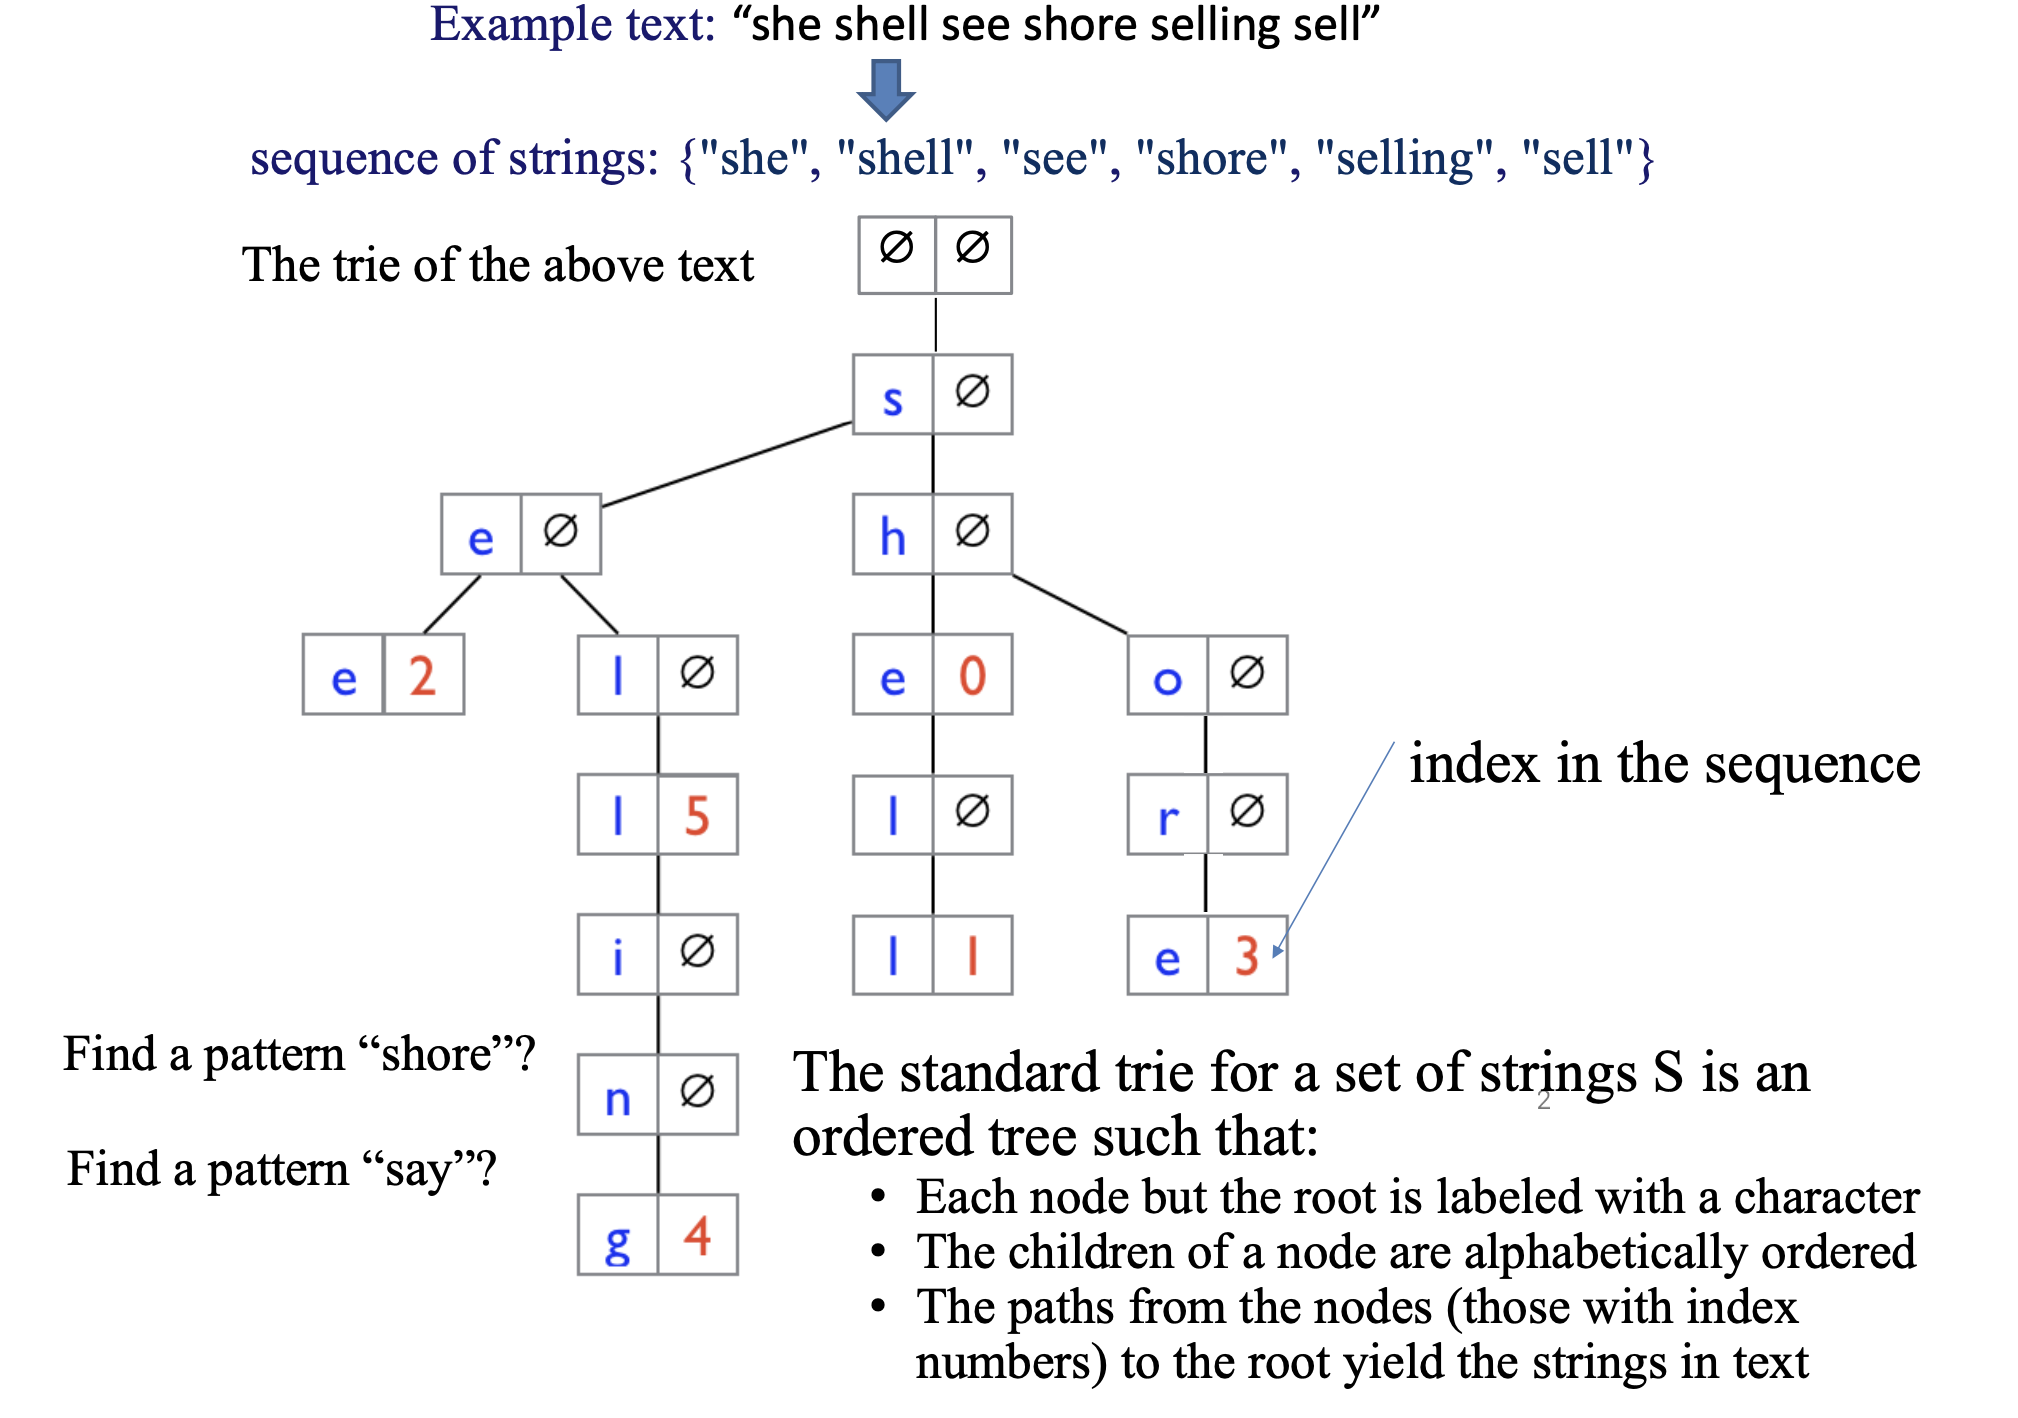 Example text: “she shell see shore selling sell”
sequence of strings: {"she", "shell", "see", "shore", "selling", "sell"}
The trie of the above text
∅ ∅
s ∅
e ∅
h ∅
e 2
l ∅
e 0
o ∅
index in the sequence
l 5
l ∅
r ∅
i ∅
l 1
e 3
Find a pattern “shore”?
n ∅
Find a pattern “say”?
g 4
The standard trie for a set of strings S is an
2
ordered tree such that:
• Each node but the root is labeled with a character
• The children of a node are alphabetically ordered
• The paths from the nodes (those with index
numbers) to the root yield the strings in text